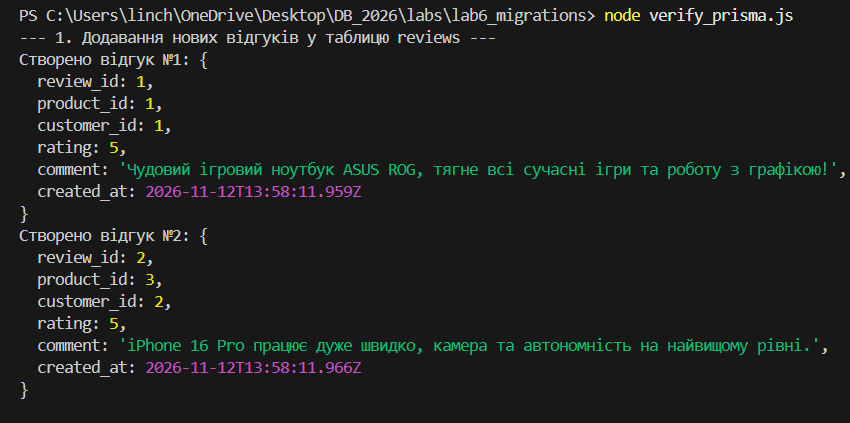 PS C:\Users\linch\OneDrive\Desktop\DB_2026\labs\lab6_migrations> node verify_prisma.js
--- 1. Додавання нових відгуків у таблицю reviews ---
Створено відгук №1: {
  review_id: 1,
  product_id: 1,
  customer_id: 1,
  rating: 5,
  comment: 'Чудовий ігровий ноутбук ASUS ROG, тягне всі сучасні ігри та роботу з графікою!',
  created_at: 2026-11-12T13:58:11.959Z
}
Створено відгук №2: {
  review_id: 2,
  product_id: 3,
  customer_id: 2,
  rating: 5,
  comment: 'iPhone 16 Pro працює дуже швидко, камера та автономність на найвищому рівні.',
  created_at: 2026-11-12T13:58:11.966Z
}